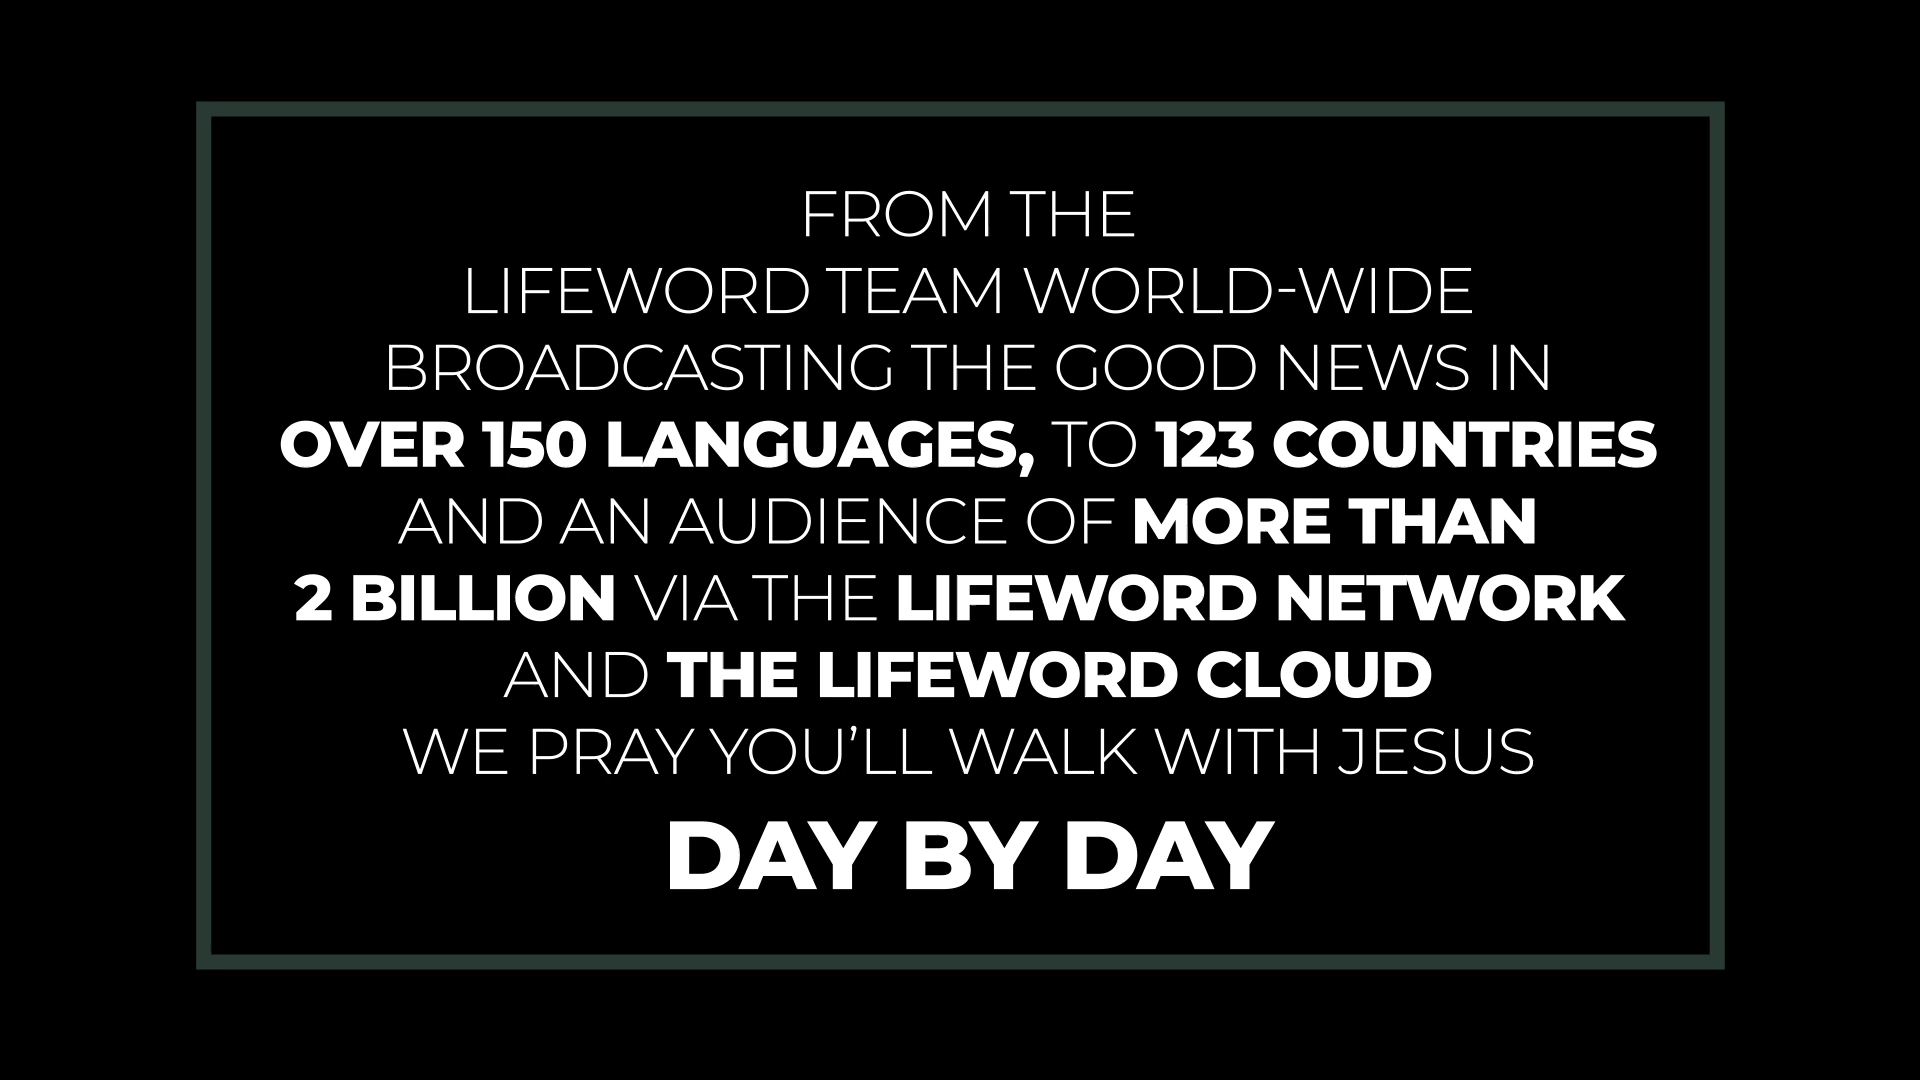 FROM THE
LIFEWORD TEAM WORLD-WIDE
BROADCASTING THE GOOD NEWS IN
OVER 150 LANGUAGES, TO 123 COUNTRIES
AND AN AUDIENCE OF MORE THAN
2 BILLION VIA THE LIFEWORD NETWORK
AND THE LIFEWORD CLOUD
WE PRAY YOU’LL WALK WITH JESUS
DAY BY DAY